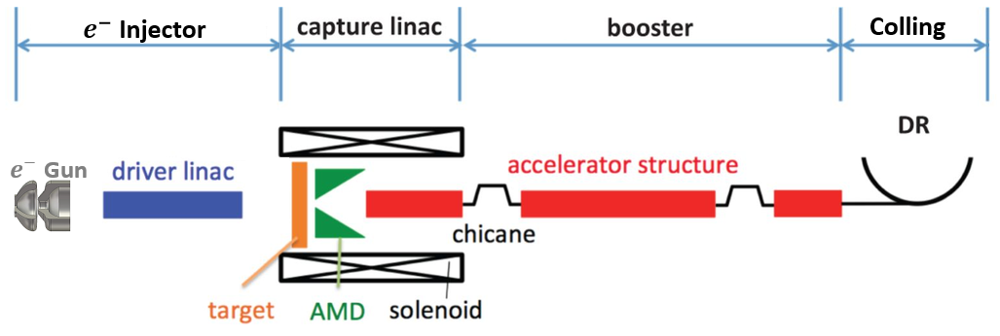 e⁻ Injector
capture linac
booster
Colling
DR
e⁻ Gun
driver linac
accelerator structure
chicane
target
AMD
solenoid